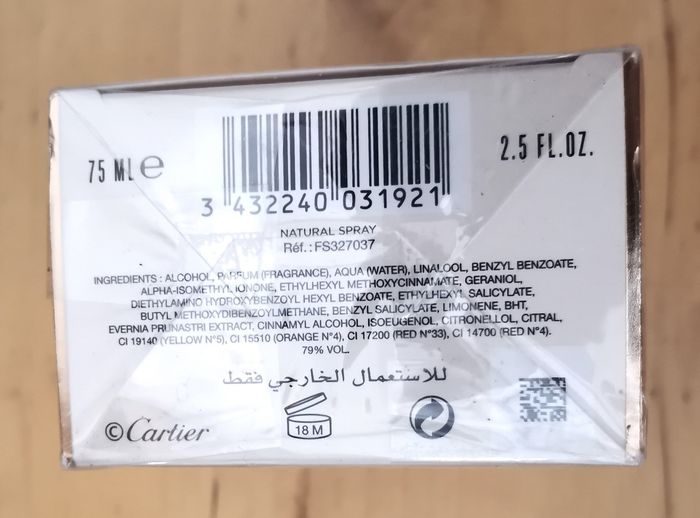 75 ML e
2.5 FL.OZ.
3 432240 031921
NATURAL SPRAY
Réf. : FS327037
INGREDIENTS : ALCOHOL, PARFUM (FRAGRANCE), AQUA (WATER), LINALOOL, BENZYL BENZOATE,
ALPHA-ISOMETHYL IONONE, ETHYLHEXYL METHOXYCINNAMATE, GERANIOL,
DIETHYLAMINO HYDROXYBENZOYL HEXYL BENZOATE, ETHYLHEXYL SALICYLATE,
BUTYL METHOXYDIBENZOYLMETHANE, BENZYL SALICYLATE, LIMONENE, BHT,
EVERNIA PRUNASTRI EXTRACT, CINNAMYL ALCOHOL, ISOEUGENOL, CITRONELLOL, CITRAL,
CI 19140 (YELLOW N°5), CI 15510 (ORANGE N°4), CI 17200 (RED N°33), CI 14700 (RED N°4).
79% VOL.
للاستعمال الخارجي فقط
©Cartier
18 M